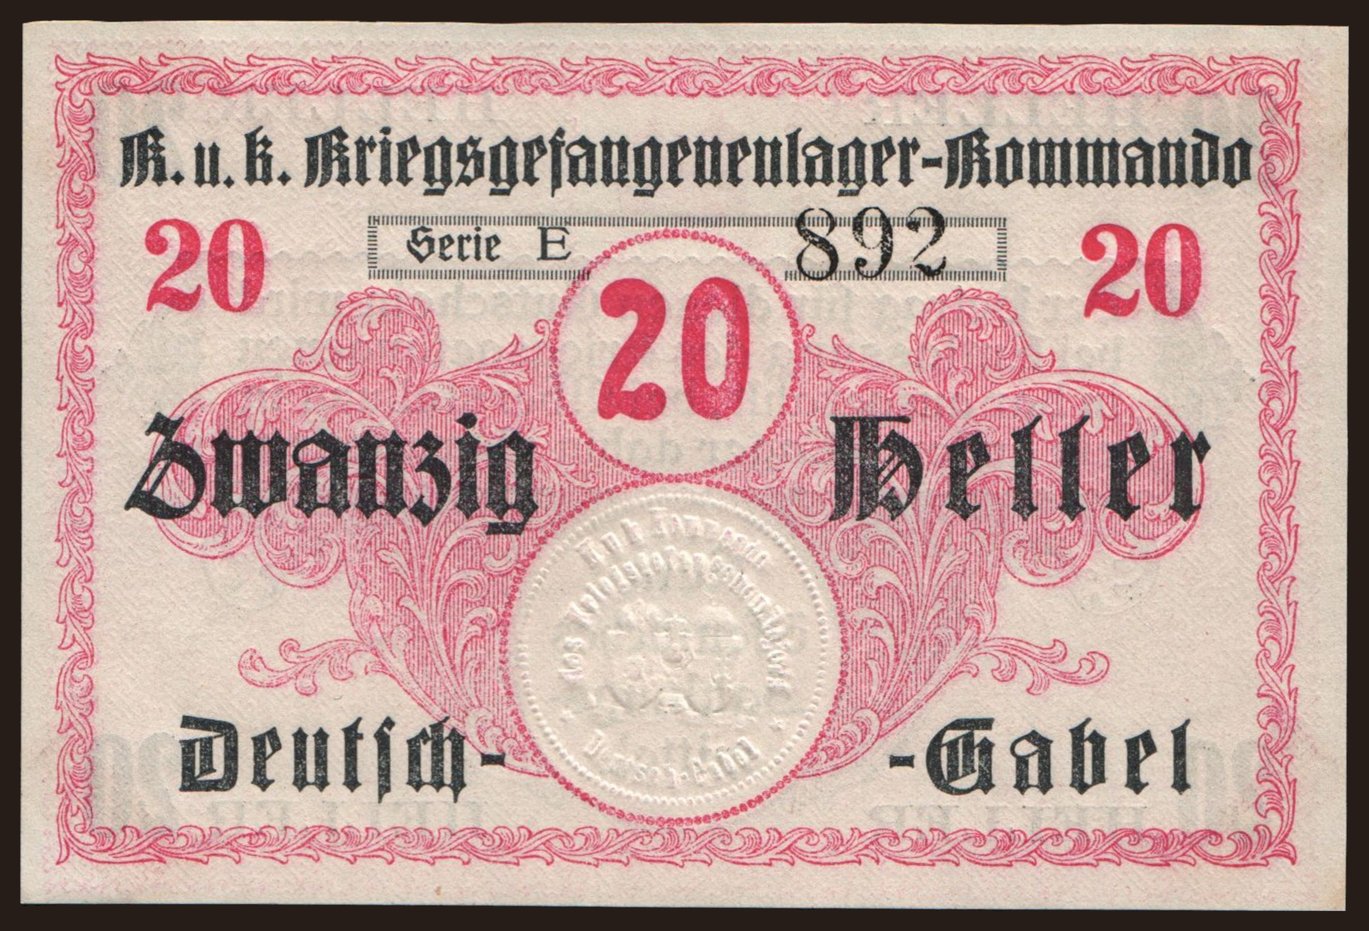 K. u. k. Kriegsgefangenenlager-Kommando
20 Serie E 892 20
20
Zwanzig Heller
Deutsch- -Gabel